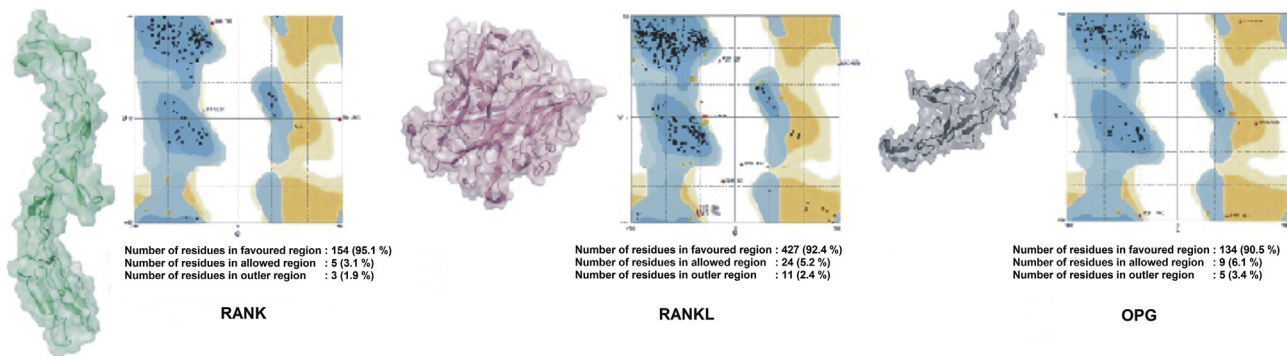 Number of residues in favoured region : 154 (95.1 %)
Number of residues in allowed region : 5 (3.1 %)
Number of residues in outler region : 3 (1.9 %)
RANK
Number of residues in favoured region : 427 (92.4 %)
Number of residues in allowed region : 24 (5.2 %)
Number of residues in outler region : 11 (2.4 %)
RANKL
Number of residues in favoured region : 134 (90.5 %)
Number of residues in allowed region : 9 (6.1 %)
Number of residues in outler region : 5 (3.4 %)
OPG